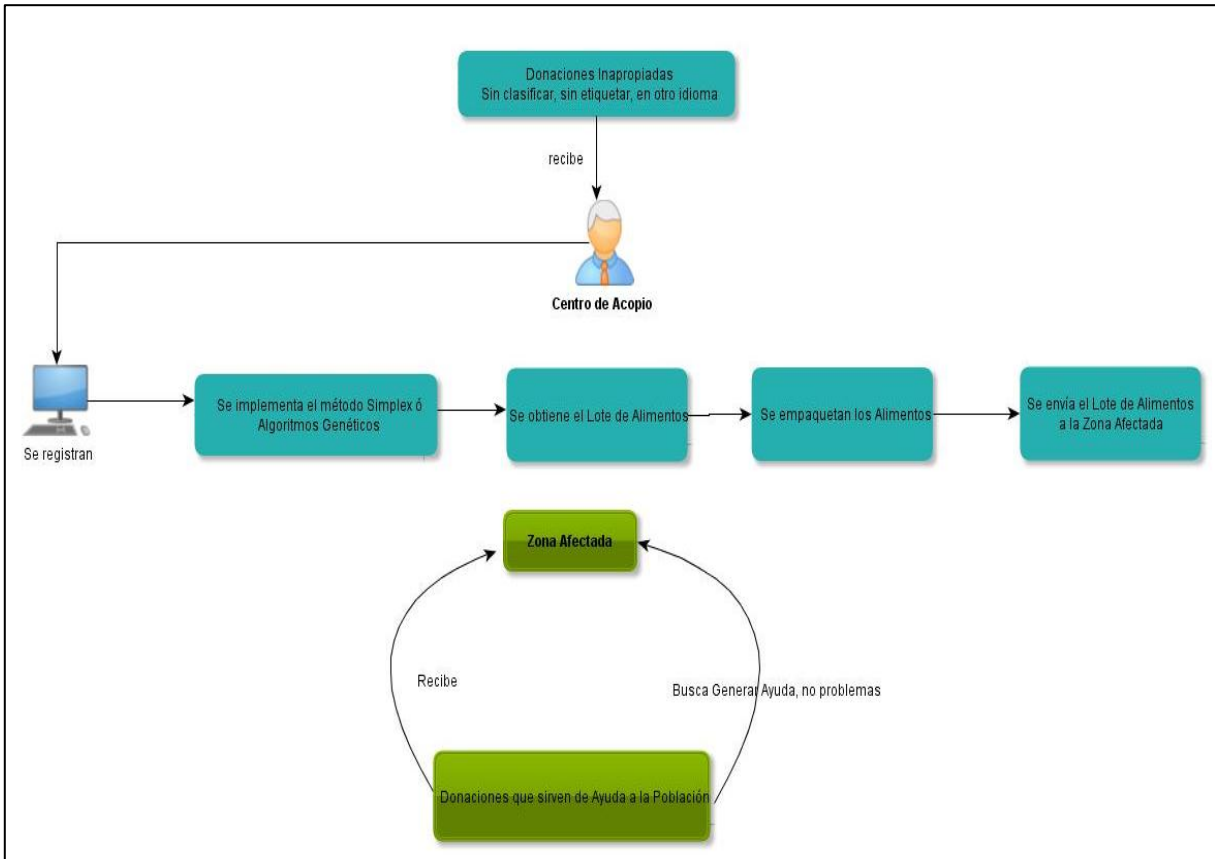 Donaciones Inapropiadas
Sin clasificar, sin etiquetar, en otro idioma
recibe
Centro de Acopio
Se registran
Se implementa el método Simplex ó
Algoritmos Genéticos
Se obtiene el Lote de Alimentos
Se empaquetan los Alimentos
Se envía el Lote de Alimentos
a la Zona Afectada
Zona Afectada
Recibe
Busca Generar Ayuda, no problemas
Donaciones que sirven de Ayuda a la Población